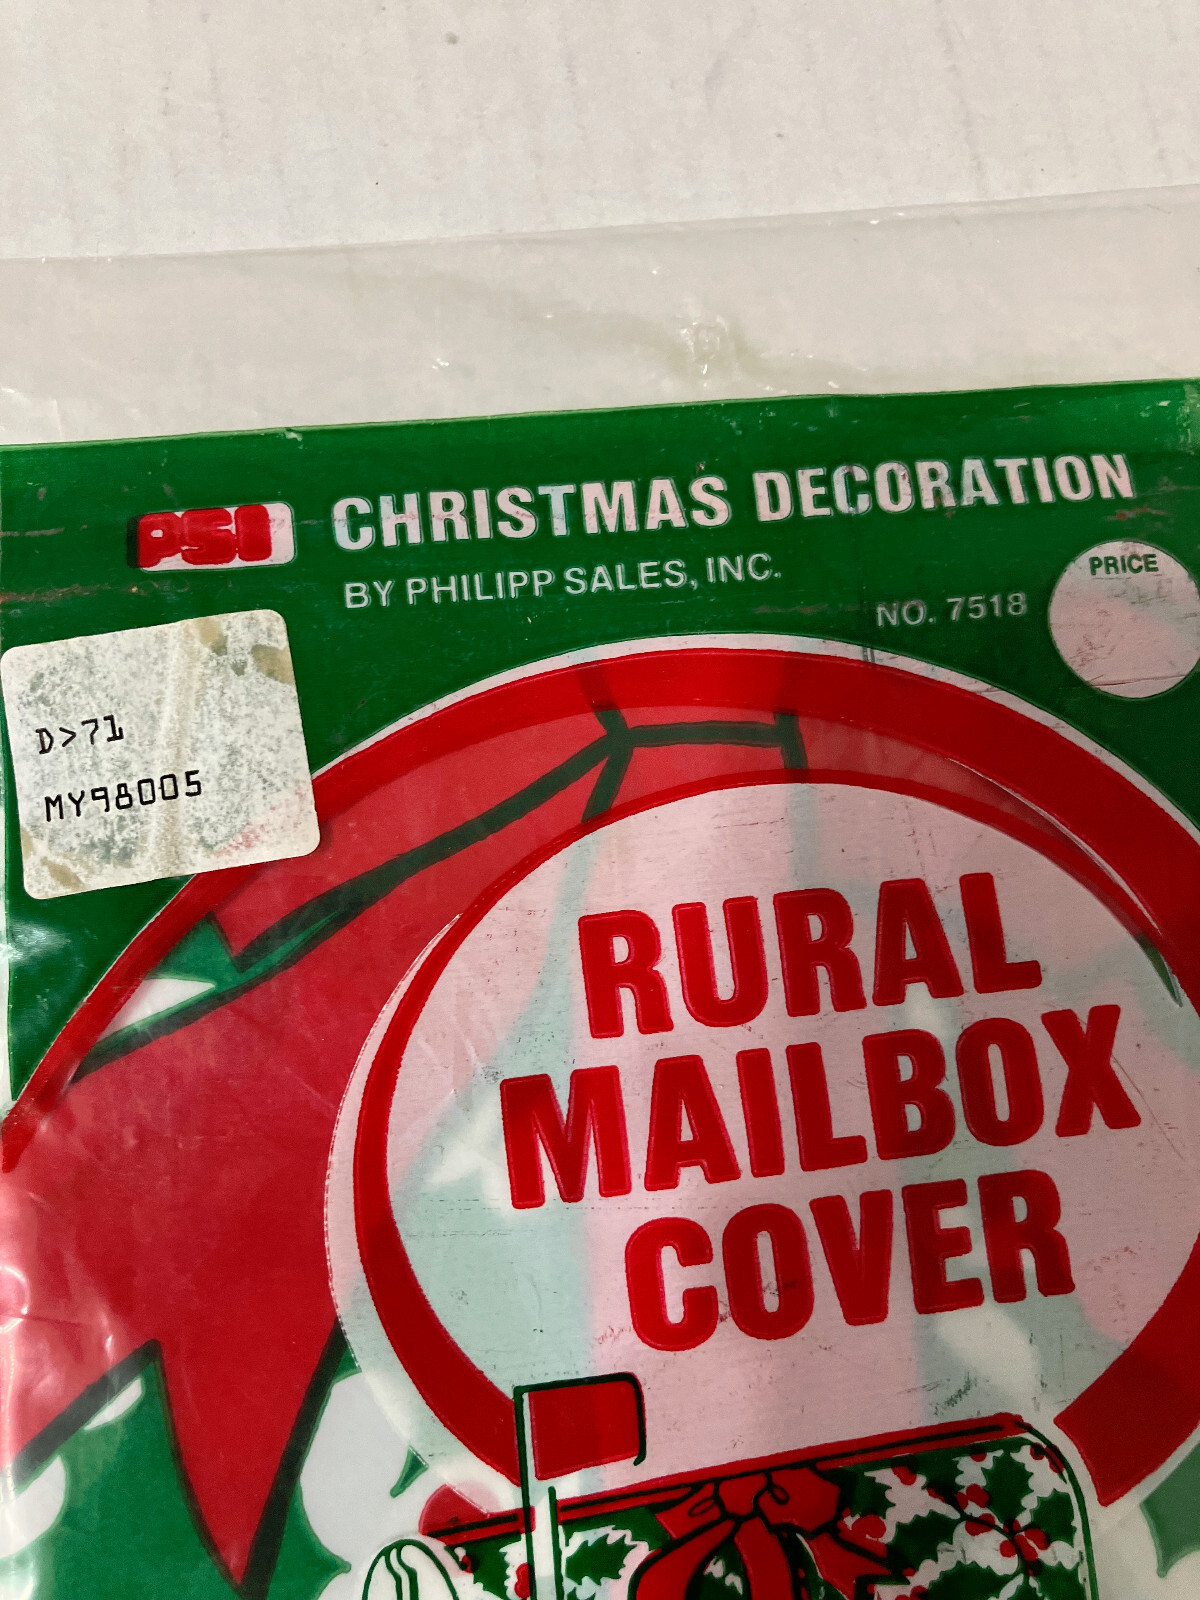 PSI CHRISTMAS DECORATION
BY PHILIPP SALES, INC.
NO. 7518
PRICE
D>71
MY98005
RURAL
MAILBOX
COVER